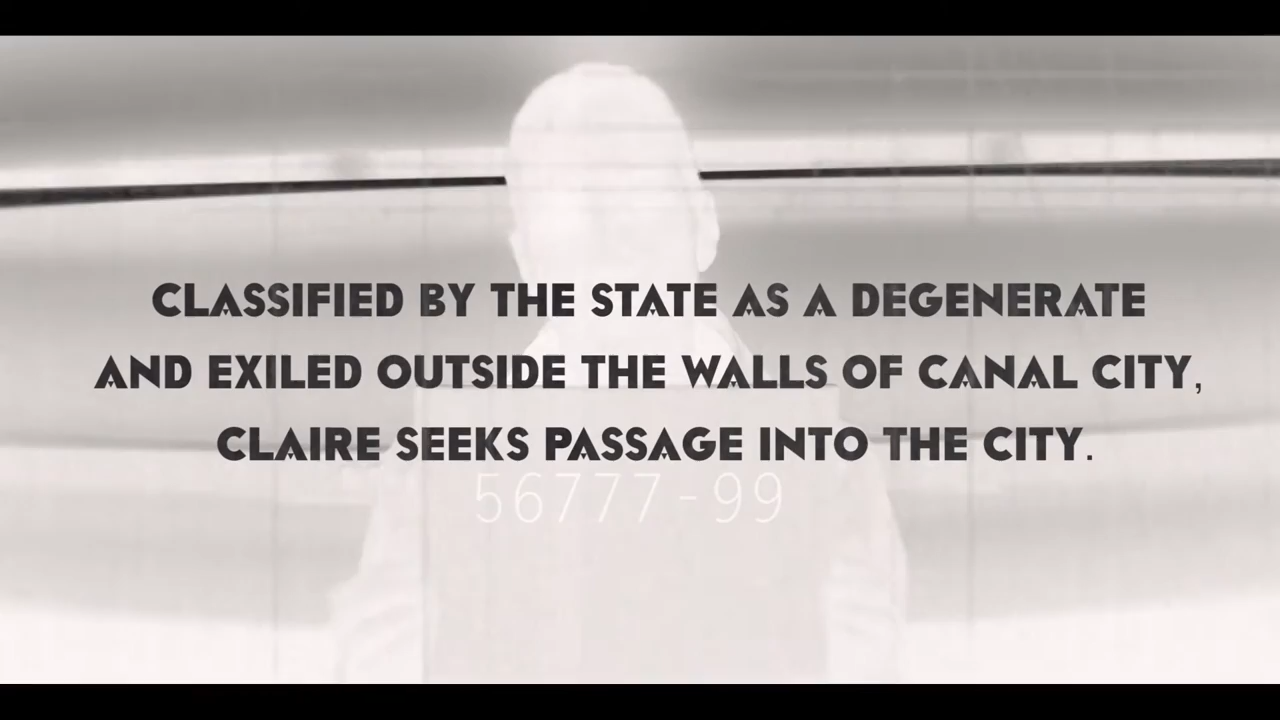 CLASSIFIED BY THE STATE AS A DEGENERATE
AND EXILED OUTSIDE THE WALLS OF CANAL CITY,
CLAIRE SEEKS PASSAGE INTO THE CITY.
56777-99